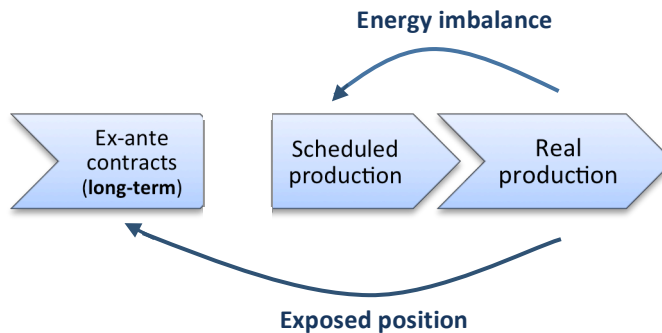 Energy imbalance
Ex-ante
contracts
(long-term)
Scheduled
production
Real
production
Exposed position